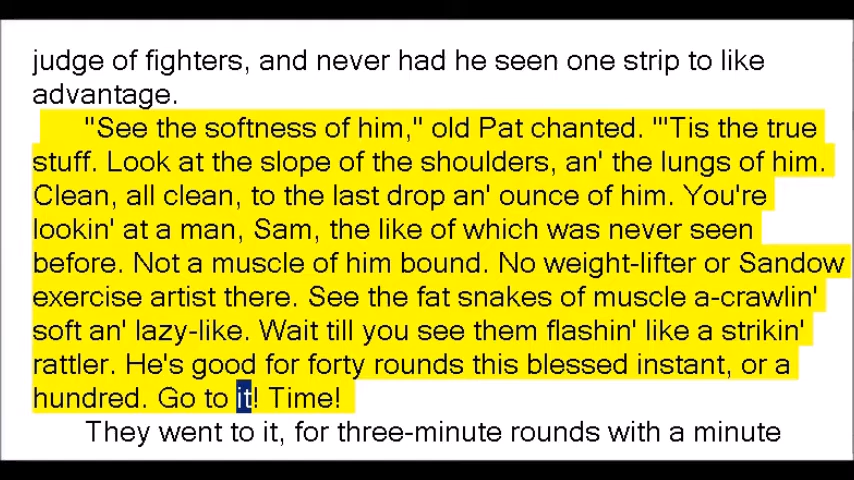 judge of fighters, and never had he seen one strip to like
advantage.
"See the softness of him," old Pat chanted. "'Tis the true
stuff. Look at the slope of the shoulders, an' the lungs of him.
Clean, all clean, to the last drop an' ounce of him. You're
lookin' at a man, Sam, the like of which was never seen
before. Not a muscle of him bound. No weight-lifter or Sandow
exercise artist there. See the fat snakes of muscle a-crawlin'
soft an' lazy-like. Wait till you see them flashin' like a strikin'
rattler. He's good for forty rounds this blessed instant, or a
hundred. Go to it! Time!
They went to it, for three-minute rounds with a minute